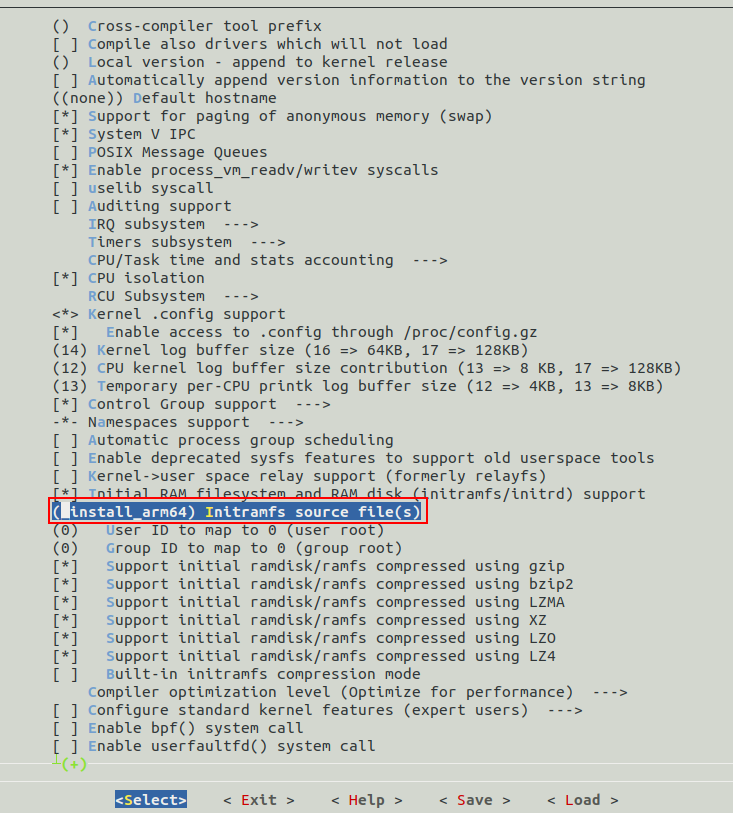 () Cross-compiler tool prefix
[ ] Compile also drivers which will not load
() Local version - append to kernel release
[ ] Automatically append version information to the version string
((none)) Default hostname
[*] Support for paging of anonymous memory (swap)
[*] System V IPC
[ ] POSIX Message Queues
[*] Enable process_vm_readv/writev syscalls
[ ] uselib syscall
[ ] Auditing support
IRQ subsystem --->
Timers subsystem --->
CPU/Task time and stats accounting --->
[*] CPU isolation
RCU Subsystem --->
<*> Kernel .config support
[*] Enable access to .config through /proc/config.gz
(14) Kernel log buffer size (16 => 64KB, 17 => 128KB)
(12) CPU kernel log buffer size contribution (13 => 8 KB, 17 => 128KB)
(13) Temporary per-CPU printk log buffer size (12 => 4KB, 13 => 8KB)
[*] Control Group support --->
-*- Namespaces support --->
[ ] Automatic process group scheduling
[ ] Enable deprecated sysfs features to support old userspace tools
[ ] Kernel->user space relay support (formerly relayfs)
[*] Initial RAM filesystem and RAM disk (initramfs/initrd) support
(_install_arm64) Initramfs source file(s)
(0) User ID to map to 0 (user root)
(0) Group ID to map to 0 (group root)
[*] Support initial ramdisk/ramfs compressed using gzip
[*] Support initial ramdisk/ramfs compressed using bzip2
[*] Support initial ramdisk/ramfs compressed using LZMA
[*] Support initial ramdisk/ramfs compressed using XZ
[*] Support initial ramdisk/ramfs compressed using LZO
[*] Support initial ramdisk/ramfs compressed using LZ4
[ ] Built-in initramfs compression mode
Compiler optimization level (Optimize for performance) --->
[ ] Configure standard kernel features (expert users) --->
[ ] Enable bpf() system call
[ ] Enable userfaultfd() system call
┴(+)
<Select> < Exit > < Help > < Save > < Load >